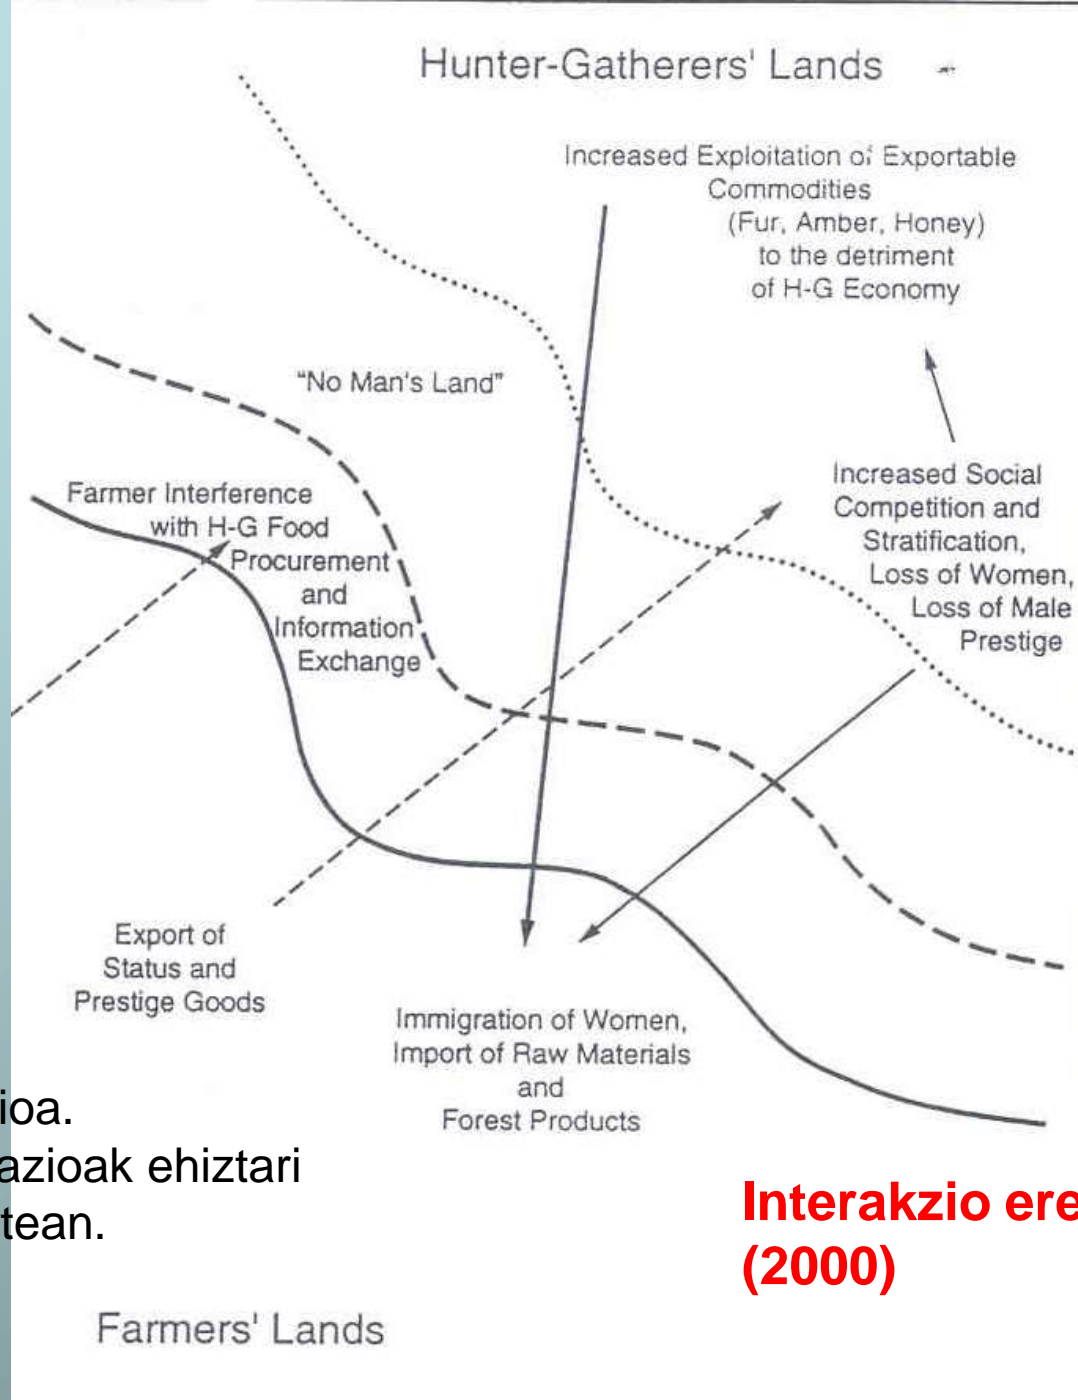 Hunter-Gatherers' Lands
Increased Exploitation of Exportable
Commodities
(Fur, Amber, Honey)
to the detriment
of H-G Economy
"No Man's Land"
Increased Social
Competition and
Stratification,
Loss of Women,
Loss of Male
Prestige
Farmer Interference
with H-G Food
Procurement
and
Information
Exchange
Export of
Status and
Prestige Goods
Immigration of Women,
Import of Raw Materials
and
Forest Products
ioa.
azioak ehiztari
tean.
Interakzio ere
(2000)
Farmers' Lands